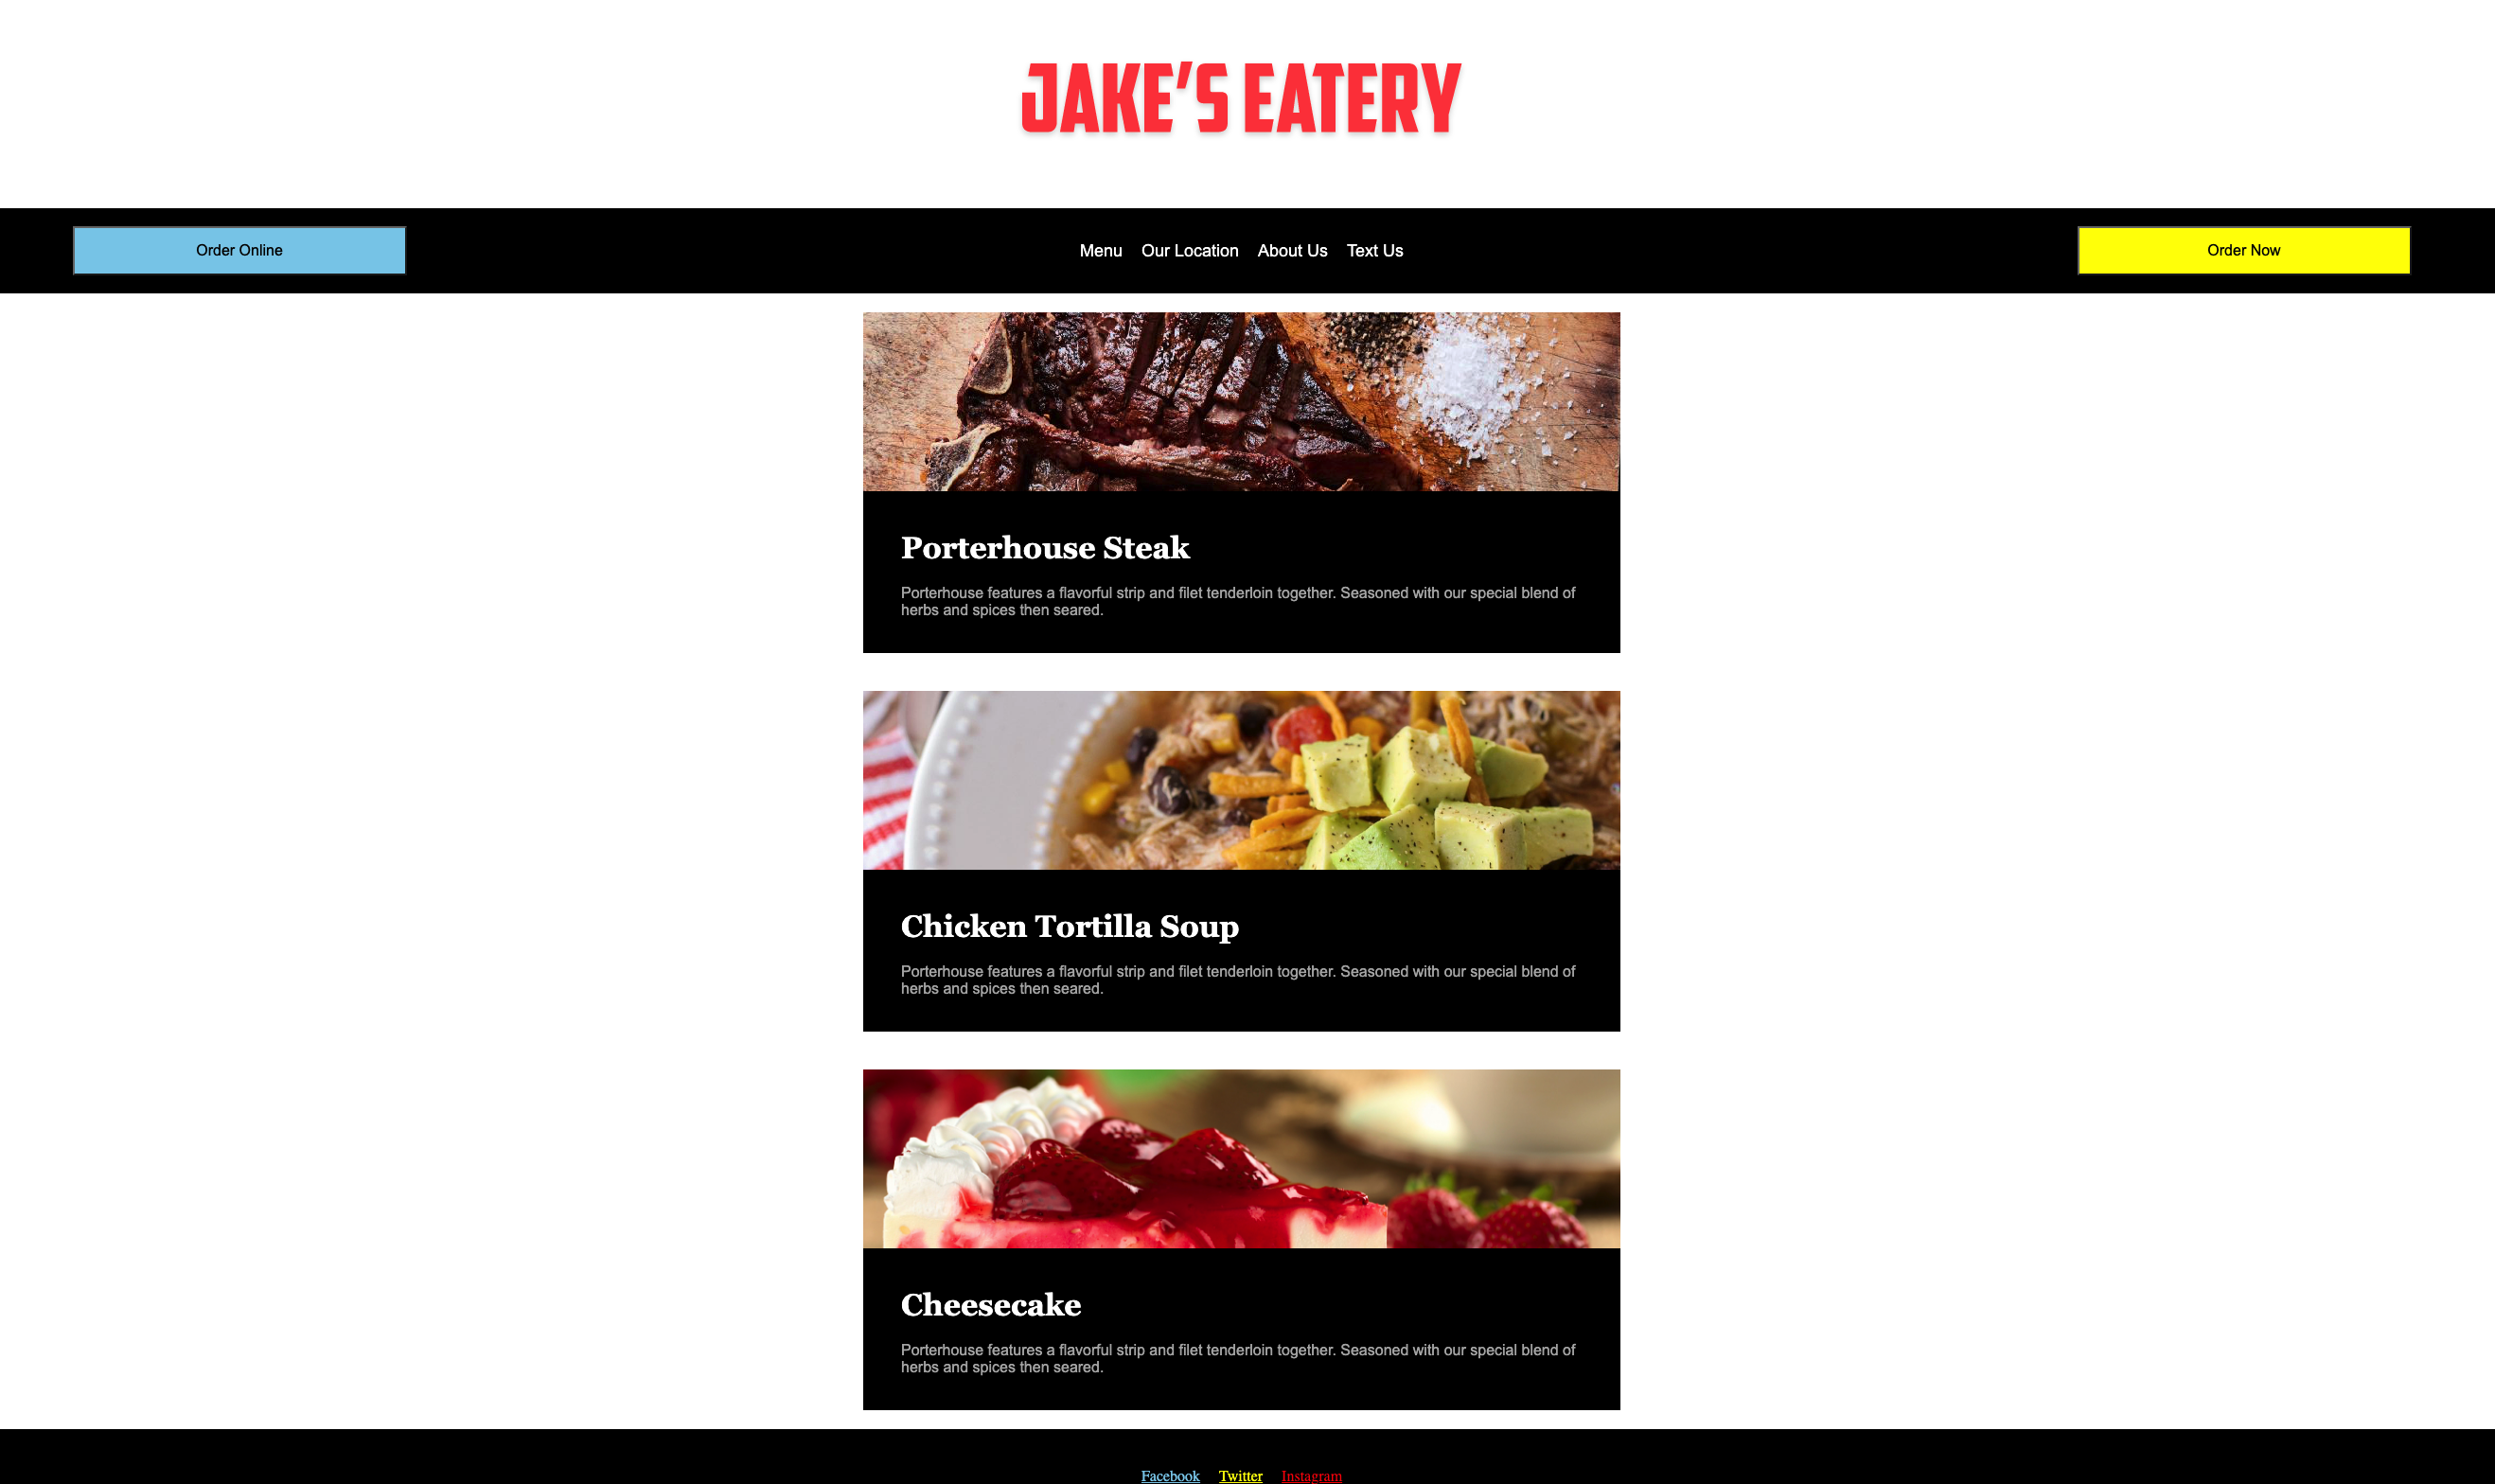 JAKE'S EATERY
Order Online
Menu Our Location About Us Text Us
Order Now
Porterhouse Steak
Porterhouse features a flavorful strip and filet tenderloin together. Seasoned with our special blend of
herbs and spices then seared.
Chicken Tortilla Soup
Porterhouse features a flavorful strip and filet tenderloin together. Seasoned with our special blend of
herbs and spices then seared.
Cheesecake
Porterhouse features a flavorful strip and filet tenderloin together. Seasoned with our special blend of
herbs and spices then seared.
Facebook Twitter Instagram